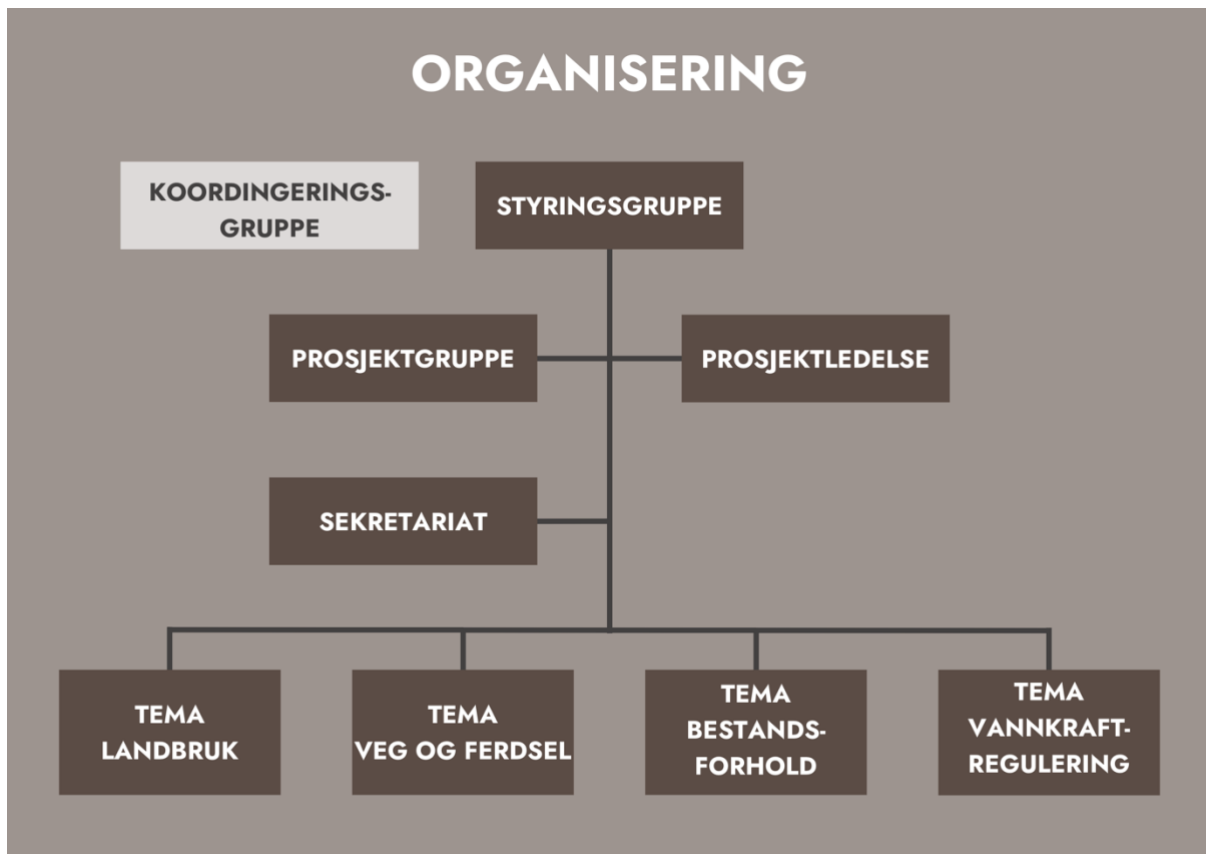 ORGANISERING
KOORDINGERINGS-
GRUPPE
STYRINGSGRUPPE
PROSJEKTGRUPPE
PROSJEKTLEDELSE
SEKRETARIAT
TEMA
LANDBRUK
TEMA
VEG OG FERDSEL
TEMA
BESTANDS-
FORHOLD
TEMA
VANNKRAFT-
REGULERING